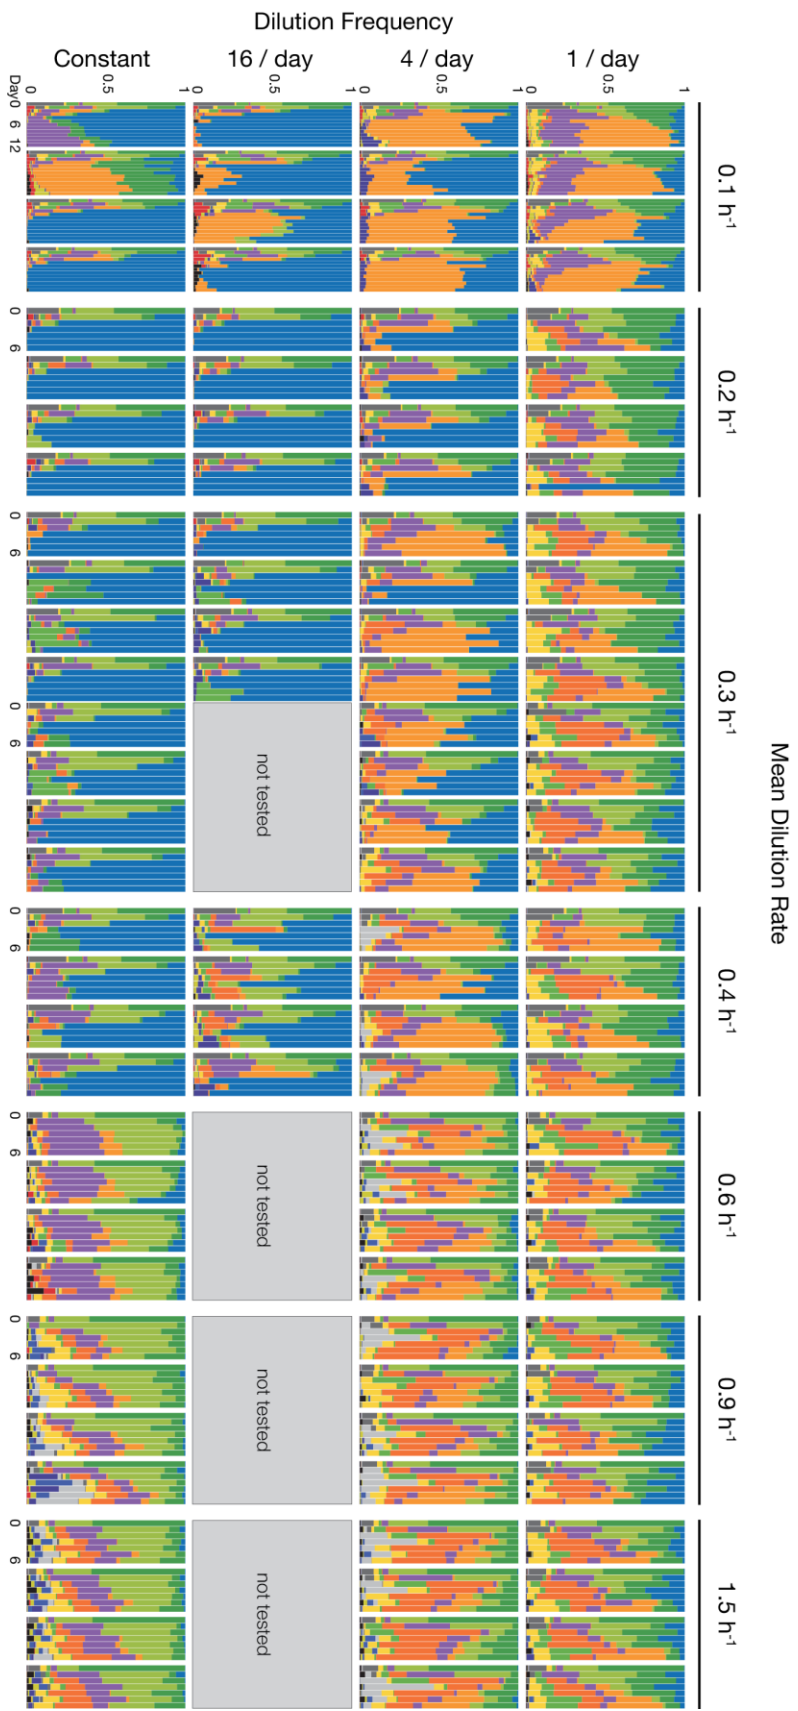 Dilution Frequency
Constant 16 / day 4 / day 1 / day
0 0.5 1 0 0.5 1 0 0.5 1 0 0.5 1
Mean Dilution Rate
0.1 h⁻¹
Day0 6 12
0.2 h⁻¹
0 6
0.3 h⁻¹
0 6
0 6
not tested
0.4 h⁻¹
0 6
0.6 h⁻¹
0 6
not tested
0.9 h⁻¹
0 6
not tested
1.5 h⁻¹
0 6
not tested